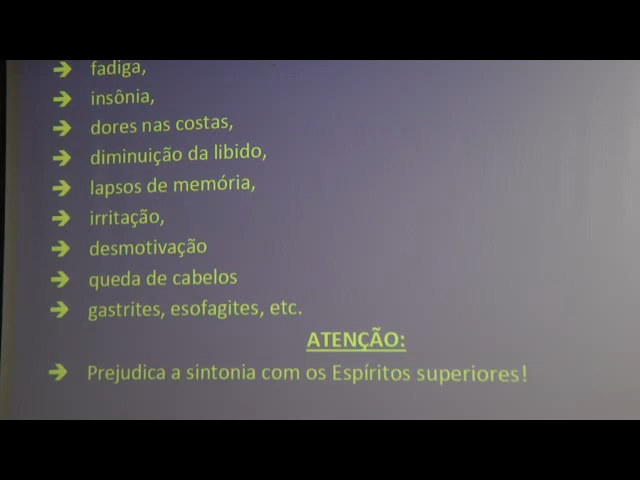 ➔ fadiga,
➔ insônia,
➔ dores nas costas,
➔ diminuição da libido,
➔ lapsos de memória,
➔ irritação,
➔ desmotivação
➔ queda de cabelos
➔ gastrites, esofagites, etc.
ATENÇÃO:
➔ Prejudica a sintonia com os Espíritos superiores!